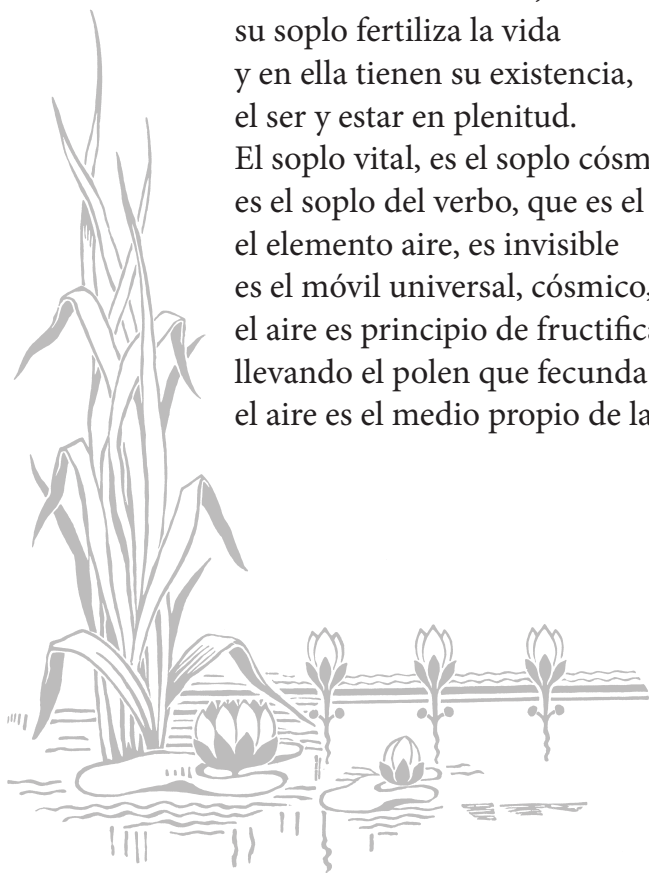 su soplo fertiliza la vida
y en ella tienen su existencia,
el ser y estar en plenitud.
El soplo vital, es el soplo
es el soplo del verbo, que es el
el elemento aire, es invisible
es el móvil universal, cósmico,
el aire es principio de
llevando el polen que fecunda
el aire es el medio propio de